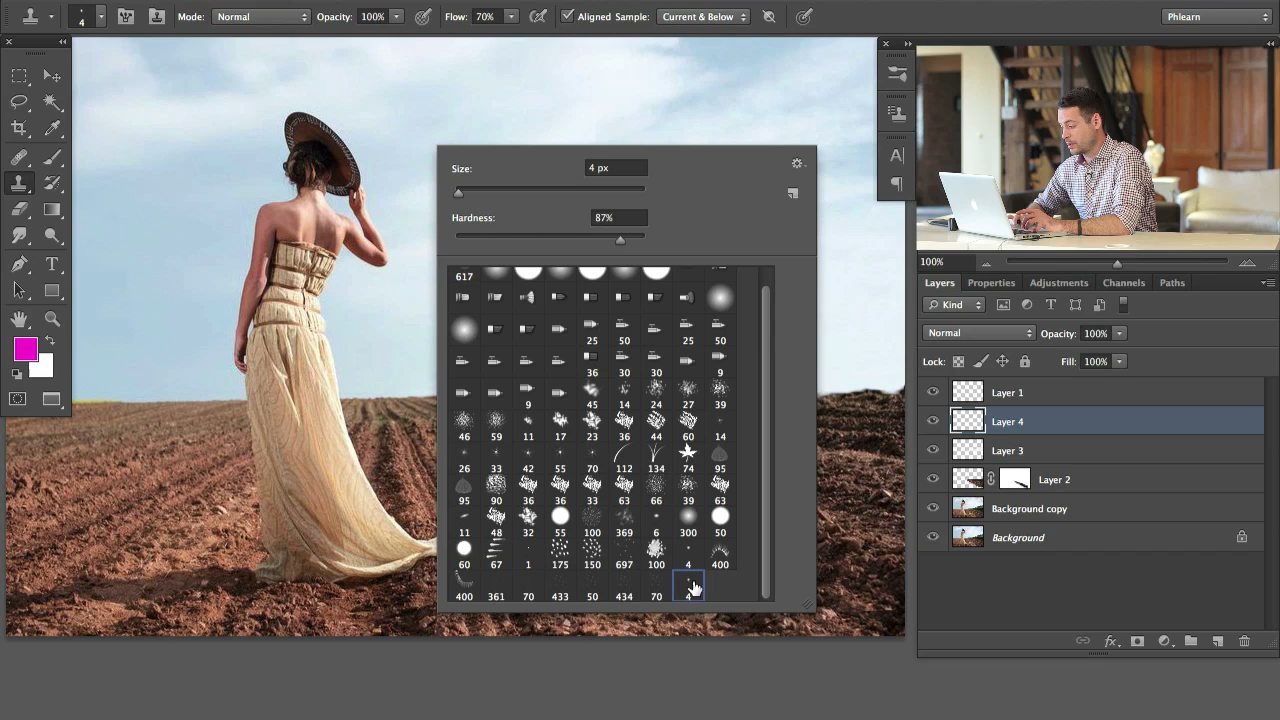 4 Mode: Normal Opacity: 100% Flow: 70% Aligned Sample: Current & Below Phlearn
Size: 4 px
Hardness: 87%
617
25 50 25 50
36 30 30 9
9 45 14 24 27 39
46 59 11 17 23 36 44 60 14
26 33 42 55 70 112 134 74 95
95 90 36 36 33 63 66 39 63
11 48 32 55 100 369 6 300 50
60 67 1 175 150 697 100 4 400
400 361 70 433 50 434 70 4
T
A
100%
Layers Properties Adjustments Channels Paths
Kind T
Normal Opacity: 100%
Lock: Fill: 100%
Layer 1
Layer 4
Layer 3
Layer 2
Background copy
Background
fx